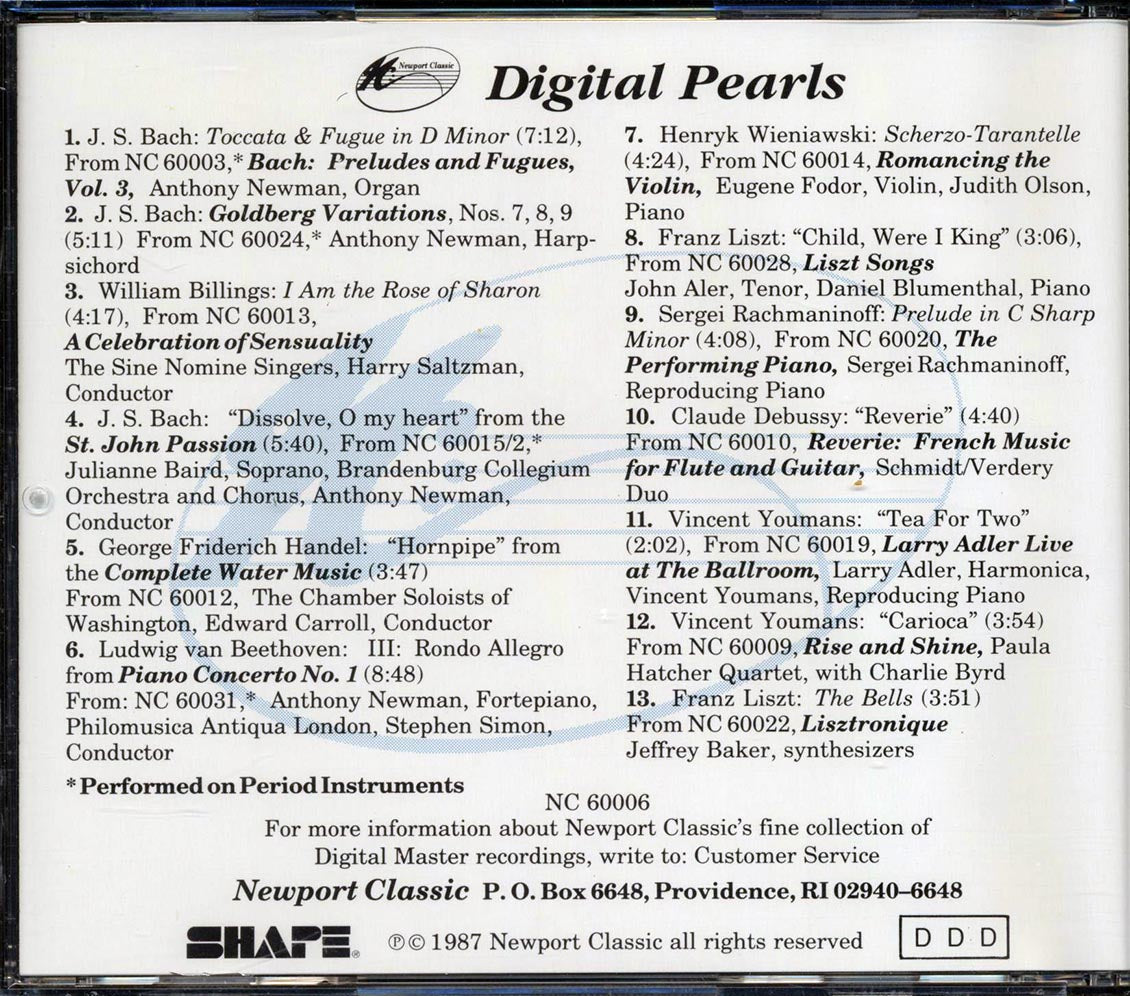 Newport Classic
Digital Pearls
1. J. S. Bach: Toccata & Fugue in D Minor (7:12),
From NC 60003,* Bach: Preludes and Fugues,
Vol. 3, Anthony Newman, Organ
2. J. S. Bach: Goldberg Variations, Nos. 7, 8, 9
(5:11) From NC 60024,* Anthony Newman, Harp-
sichord
3. William Billings: I Am the Rose of Sharon
(4:17), From NC 60013,
A Celebration of Sensuality
The Sine Nomine Singers, Harry Saltzman,
Conductor
4. J. S. Bach: “Dissolve, O my heart” from the
St. John Passion (5:40), From NC 60015/2,*
Julianne Baird, Soprano, Brandenburg Collegium
Orchestra and Chorus, Anthony Newman,
Conductor
5. George Friderich Handel: “Hornpipe” from
the Complete Water Music (3:47)
From NC 60012, The Chamber Soloists of
Washington, Edward Carroll, Conductor
6. Ludwig van Beethoven: III: Rondo Allegro
from Piano Concerto No. 1 (8:48)
From: NC 60031,* Anthony Newman, Fortepiano,
Philomusica Antiqua London, Stephen Simon,
Conductor
7. Henryk Wieniawski: Scherzo-Tarantelle
(4:24), From NC 60014, Romancing the
Violin, Eugene Fodor, Violin, Judith Olson,
Piano
8. Franz Liszt: “Child, Were I King” (3:06),
From NC 60028, Liszt Songs
John Aler, Tenor, Daniel Blumenthal, Piano
9. Sergei Rachmaninoff: Prelude in C Sharp
Minor (4:08), From NC 60020, The
Performing Piano, Sergei Rachmaninoff,
Reproducing Piano
10. Claude Debussy: “Reverie” (4:40)
From NC 60010, Reverie: French Music
for Flute and Guitar, Schmidt/Verdery
Duo
11. Vincent Youmans: “Tea For Two”
(2:02), From NC 60019, Larry Adler Live
at The Ballroom, Larry Adler, Harmonica,
Vincent Youmans, Reproducing Piano
12. Vincent Youmans: “Carioca” (3:54)
From NC 60009, Rise and Shine, Paula
Hatcher Quartet, with Charlie Byrd
13. Franz Liszt: The Bells (3:51)
From NC 60022, Lisztronique
Jeffrey Baker, synthesizers
* Performed on Period Instruments
NC 60006
For more information about Newport Classic’s fine collection of
Digital Master recordings, write to: Customer Service
Newport Classic P. O. Box 6648, Providence, RI 02940–6648
SHAPE® ℗© 1987 Newport Classic all rights reserved D D D